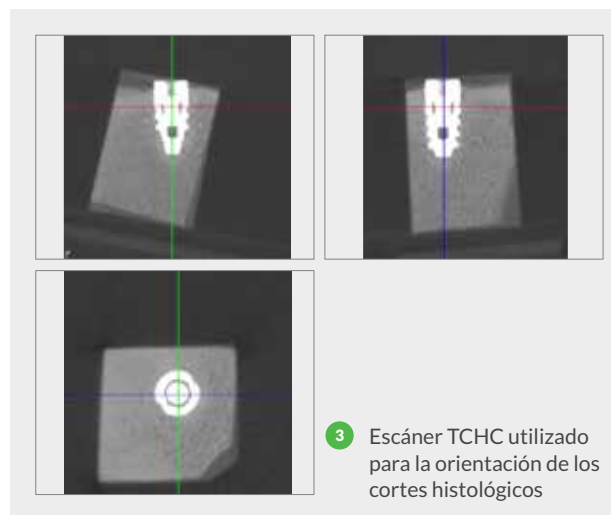 3 Escáner TCHC utilizado
para la orientación de los
cortes histológicos